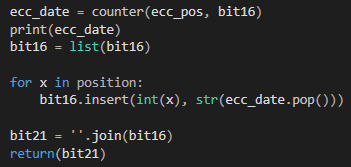 ecc_date = counter(ecc_pos, bit16)
print(ecc_date)
bit16 = list(bit16)
for x in position:
    bit16.insert(int(x), str(ecc_date.pop()))
bit21 = ''.join(bit16)
return(bit21)